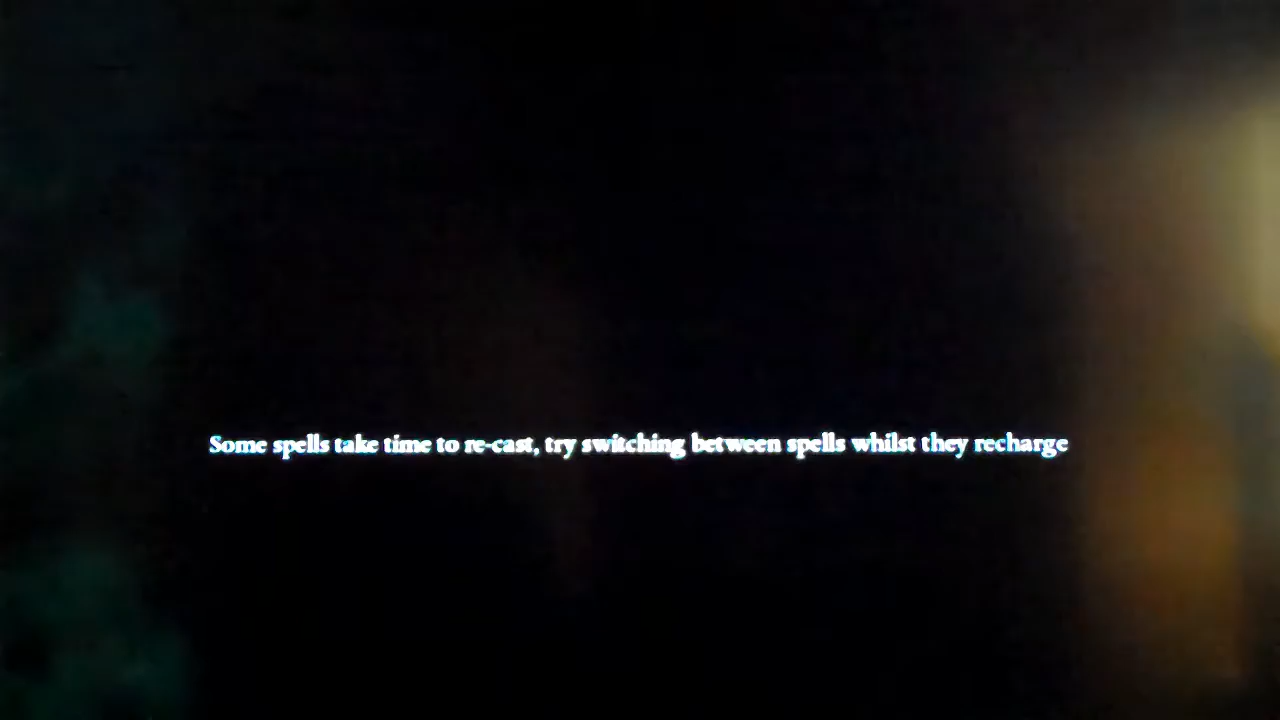 Some spells take time to re-cast, try switching between spells whilst they recharge